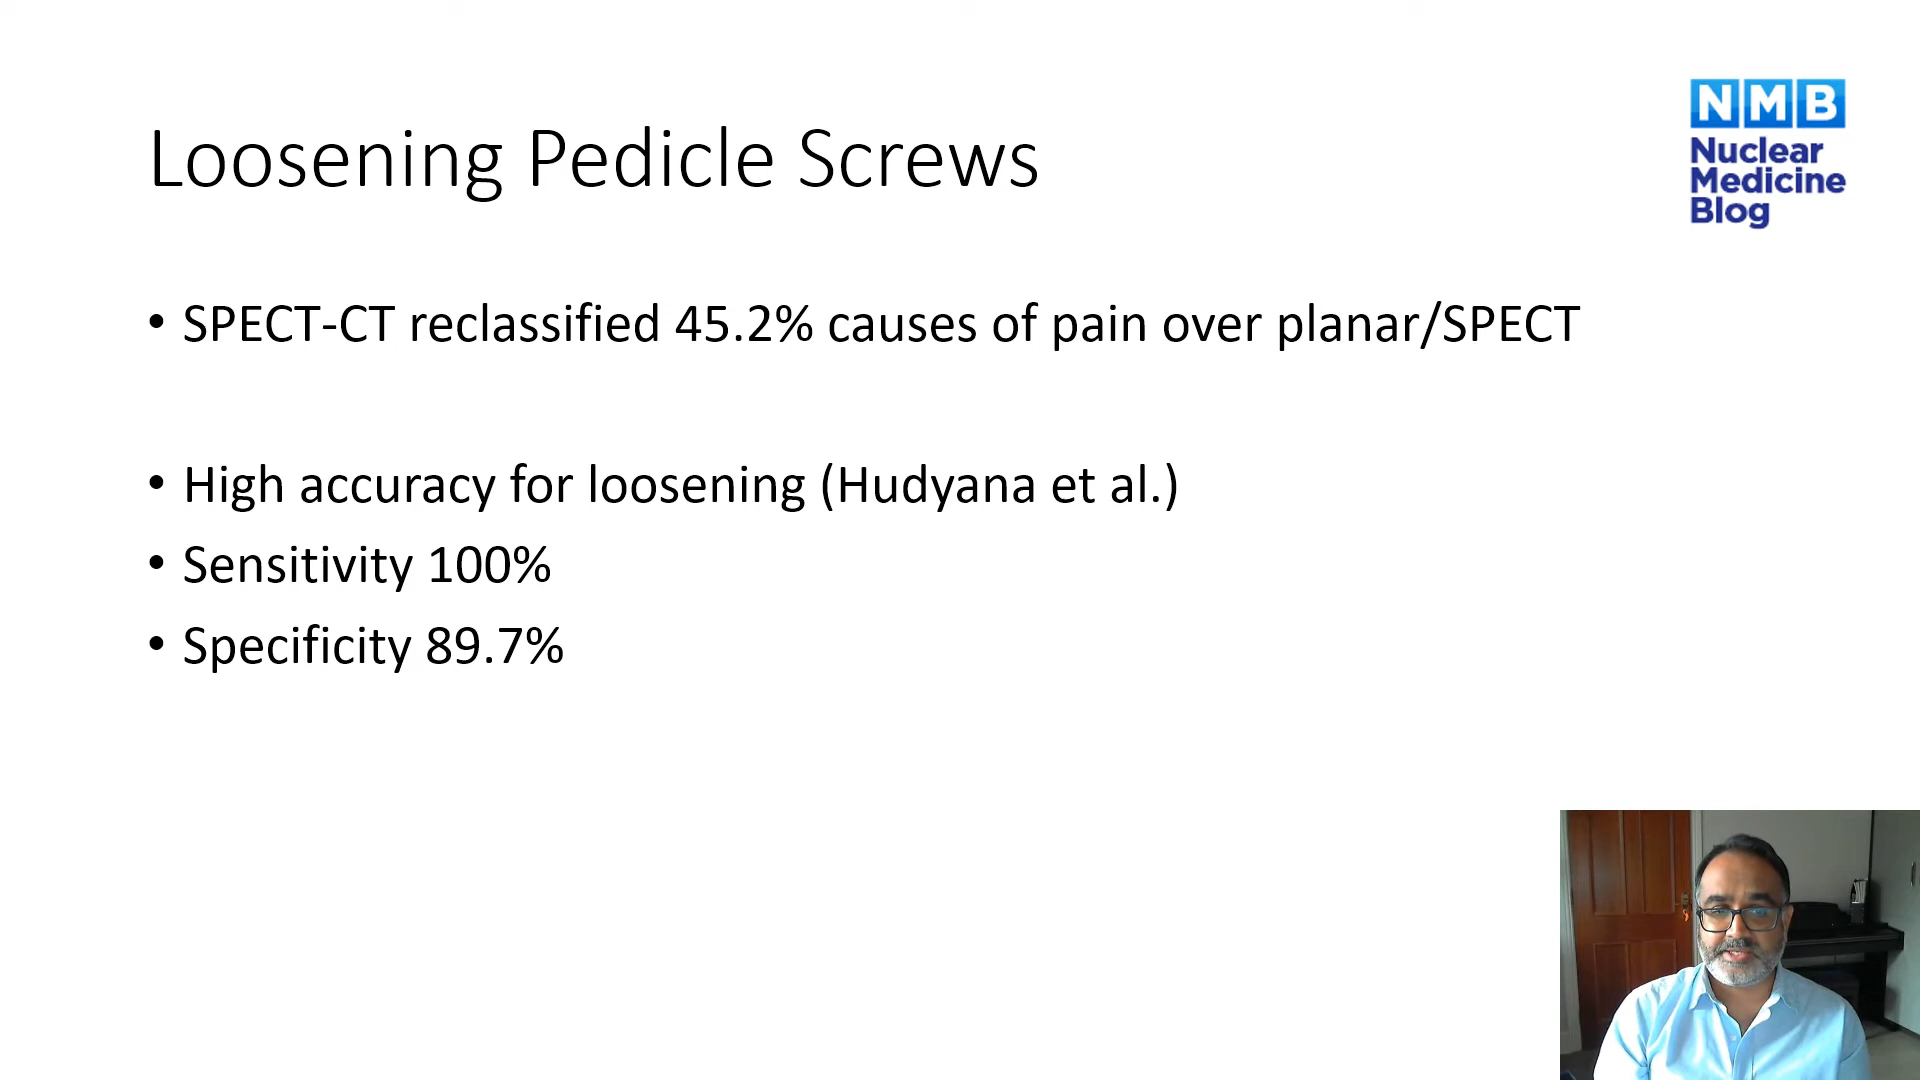 Loosening Pedicle Screws
NMB
Nuclear
Medicine
Blog
• SPECT-CT reclassified 45.2% causes of pain over planar/SPECT
• High accuracy for loosening (Hudyana et al.)
• Sensitivity 100%
• Specificity 89.7%